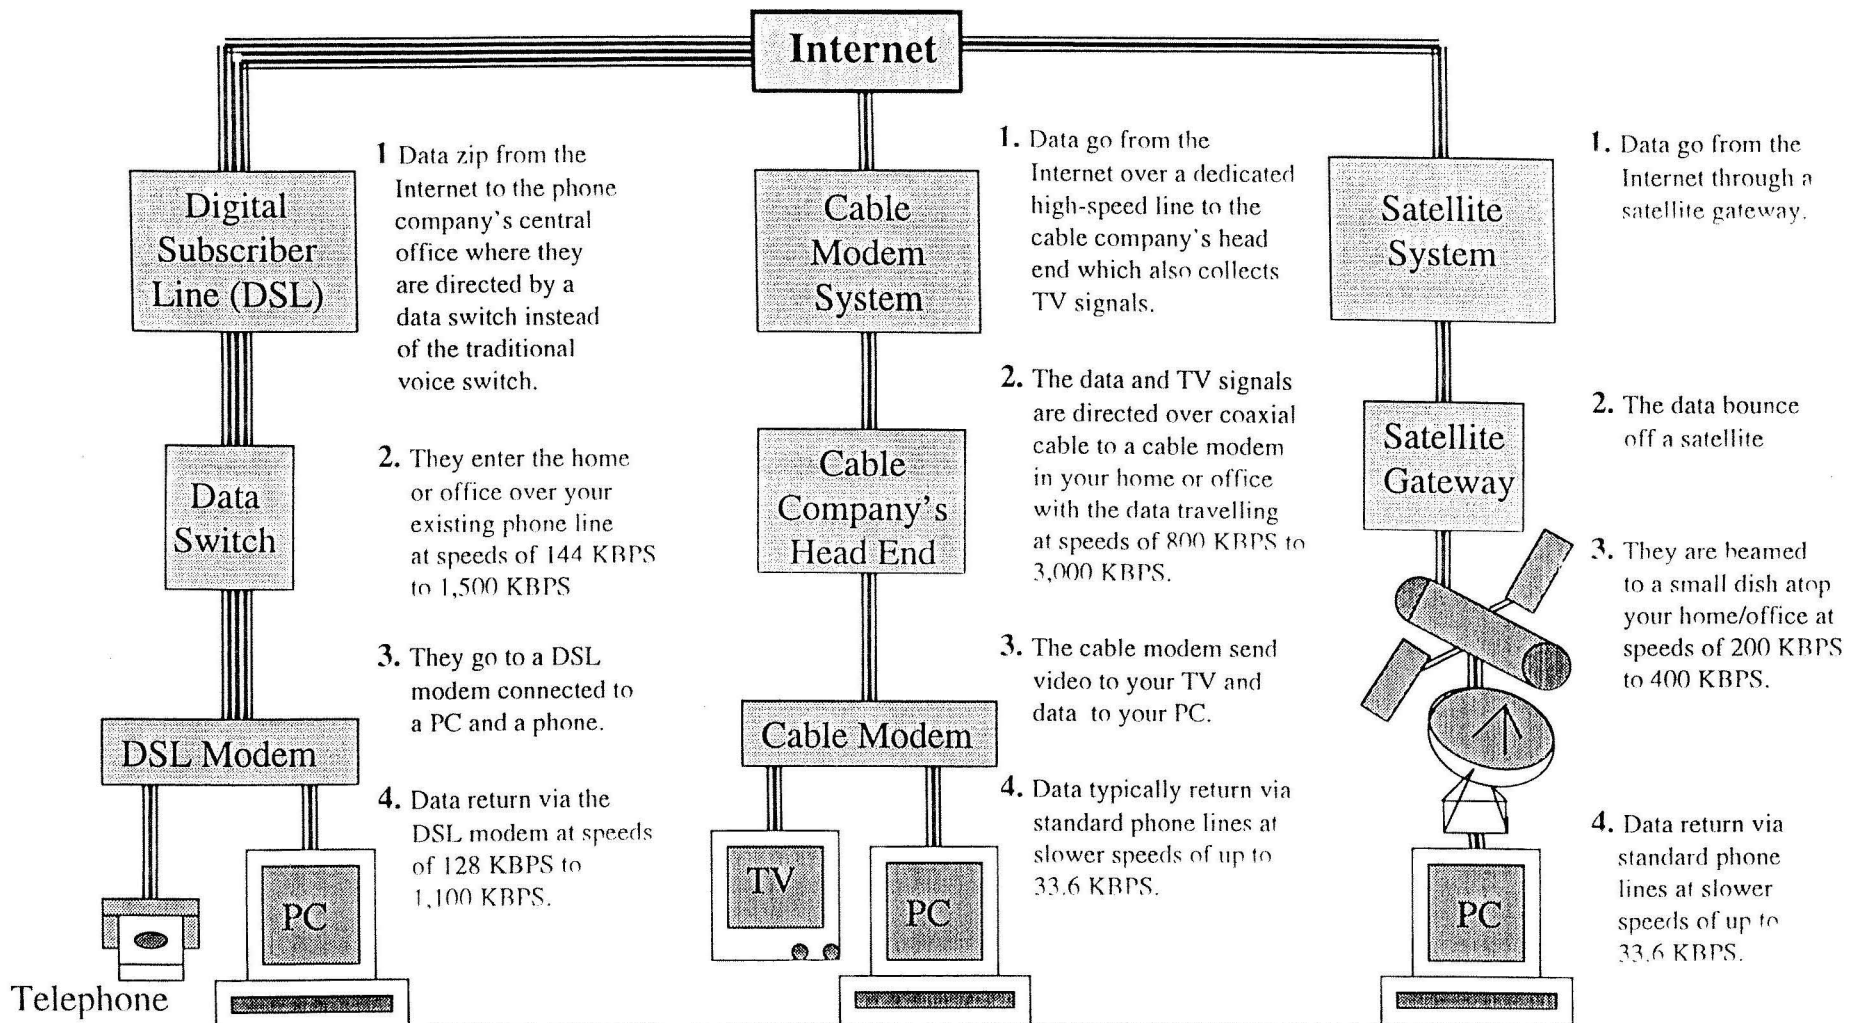 Internet
Digital
Subscriber
Line (DSL)
1 Data zip from the
Internet to the phone
company's central
office where they
are directed by a
data switch instead
of the traditional
voice switch.
Data
Switch
2. They enter the home
or office over your
existing phone line
at speeds of 144 KBPS
to 1,500 KBPS
3. They go to a DSL
modem connected to
a PC and a phone.
DSL Modem
4. Data return via the
DSL modem at speeds
of 128 KBPS to
1,100 KBPS.
PC
Telephone
Cable
Modem
System
1. Data go from the
Internet over a dedicated
high-speed line to the
cable company's head
end which also collects
TV signals.
Cable
Company's
Head End
2. The data and TV signals
are directed over coaxial
cable to a cable modem
in your home or office
with the data travelling
at speeds of 800 KBPS to
3,000 KBPS.
3. The cable modem send
video to your TV and
data to your PC.
Cable Modem
4. Data typically return via
standard phone lines at
slower speeds of up to
33.6 KBPS.
TV
PC
Satellite
System
1. Data go from the
Internet through a
satellite gateway.
Satellite
Gateway
2. The data bounce
off a satellite
3. They are beamed
to a small dish atop
your home/office at
speeds of 200 KBPS
to 400 KBPS.
4. Data return via
standard phone
lines at slower
speeds of up to
33.6 KBPS.
PC